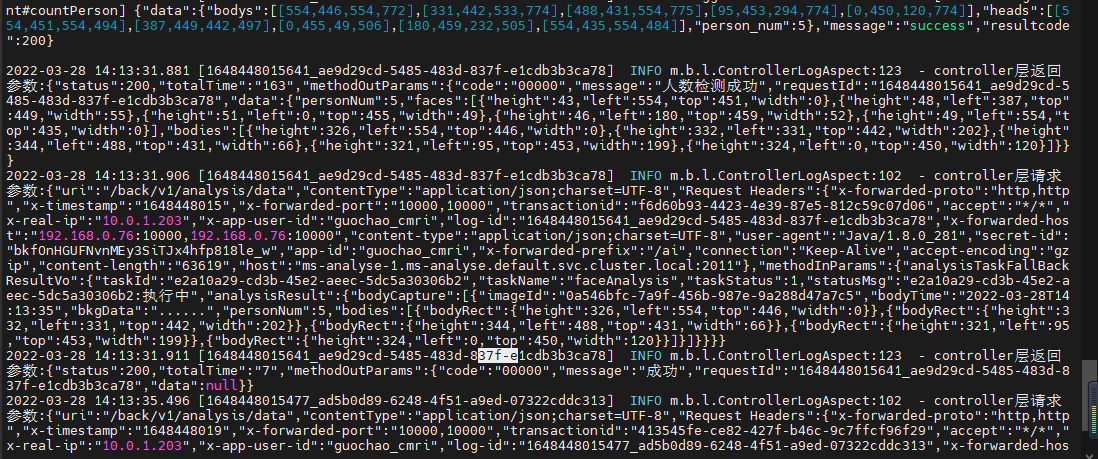 nt#countPerson] {"data":{"bodys":[[554,446,554,772],[331,442,533,774],[488,431,554,775],[95,453,294,774],[0,450,120,774]],"heads":[[5
54,451,554,494],[387,449,442,497],[0,455,49,506],[180,459,232,505],[554,435,554,484]],"person_num":5},"message":"success","resultcode
":200}
2022-03-28 14:13:31.881 [1648448015641_ae9d29cd-5485-483d-837f-e1cdb3b3ca78]  INFO m.b.l.ControllerLogAspect:123  - controller层返回
参数:{"status":200,"totalTime":"163","methodOutParams":{"code":"00000","message":"人数检测成功","requestId":"1648448015641_ae9d29cd-5
485-483d-837f-e1cdb3b3ca78","data":{"personNum":5,"faces":[{"height":43,"left":554,"top":451,"width":0},{"height":48,"left":387,"top"
:449,"width":55},{"height":51,"left":0,"top":455,"width":49},{"height":46,"left":180,"top":459,"width":52},{"height":49,"left":554,"t
op":435,"width":0}],"bodies":[{"height":326,"left":554,"top":446,"width":0},{"height":332,"left":331,"top":442,"width":202},{"height"
:344,"left":488,"top":431,"width":66},{"height":321,"left":95,"top":453,"width":199},{"height":324,"left":0,"top":450,"width":120}]}}
}
2022-03-28 14:13:31.906 [1648448015641_ae9d29cd-5485-483d-837f-e1cdb3b3ca78]  INFO m.b.l.ControllerLogAspect:102  - controller层请求
参数:{"uri":"/back/v1/analysis/data","contentType":"application/json;charset=UTF-8","Request Headers":{"x-forwarded-proto":"http,http
","x-timestamp":"1648448015","x-forwarded-port":"10000,10000","transactionid":"f6d60b93-4423-4e39-87e5-812c59c07d06","accept":"*/*","
x-real-ip":"10.0.1.203","x-app-user-id":"guochao_cmri","log-id":"1648448015641_ae9d29cd-5485-483d-837f-e1cdb3b3ca78","x-forwarded-hos
t":"192.168.0.76:10000,192.168.0.76:10000","content-type":"application/json;charset=UTF-8","user-agent":"Java/1.8.0_281","secret-id":
"bkfOnHGUFNvnMEy3SiTJx4hfp818le_w","app-id":"guochao_cmri","x-forwarded-prefix":"/ai","connection":"Keep-Alive","accept-encoding":"gz
ip","content-length":"63619","host":"ms-analyse-1.ms-analyse.default.svc.cluster.local:2011"},"methodInParams":{"analysisTaskFallBack
ResultVo":{"taskId":"e2a10a29-cd3b-45e2-aeec-5dc5a30306b2","taskName":"faceAnalysis","taskStatus":1,"statusMsg":"e2a10a29-cd3b-45e2-a
eec-5dc5a30306b2:执行中","analysisResult":{"bodyCapture":[{"imageId":"0a546bfc-7a9f-456b-987e-9a288d47a7c5","bodyTime":"2022-03-28T14
:13:35","bkgData":"......","personNum":5,"bodies":[{"bodyRect":{"height":326,"left":554,"top":446,"width":0}},{"bodyRect":{"height":3
32,"left":331,"top":442,"width":202}},{"bodyRect":{"height":344,"left":488,"top":431,"width":66}},{"bodyRect":{"height":321,"left":95
,"top":453,"width":199}},{"bodyRect":{"height":324,"left":0,"top":450,"width":120}}]}]}}}}
2022-03-28 14:13:31.911 [1648448015641_ae9d29cd-5485-483d-837f-e1cdb3b3ca78]  INFO m.b.l.ControllerLogAspect:123  - controller层返回
参数:{"status":200,"totalTime":"7","methodOutParams":{"code":"00000","message":"成功","requestId":"1648448015641_ae9d29cd-5485-483d-8
37f-e1cdb3b3ca78","data":null}}
2022-03-28 14:13:35.496 [1648448015477_ad5b0d89-6248-4f51-a9ed-07322cddc313]  INFO m.b.l.ControllerLogAspect:102  - controller层请求
参数:{"uri":"/back/v1/analysis/data","contentType":"application/json;charset=UTF-8","Request Headers":{"x-forwarded-proto":"http,http
","x-timestamp":"1648448019","x-forwarded-port":"10000,10000","transactionid":"413545fe-ce82-427f-b46c-9c7ffcf96f29","accept":"*/*","
x-real-ip":"10.0.1.203","x-app-user-id":"guochao_cmri","log-id":"1648448015477_ad5b0d89-6248-4f51-a9ed-07322cddc313","x-forwarded-hos